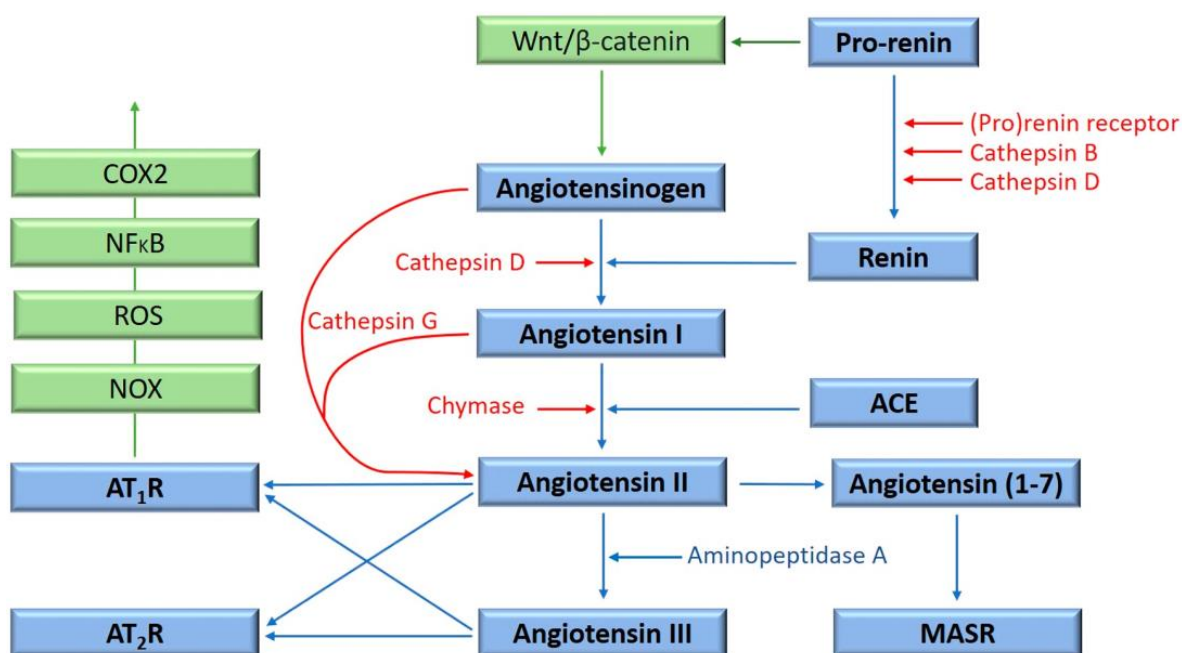 Wnt/β-catenin
Pro-renin
(Pro)renin receptor
Cathepsin B
Cathepsin D
COX2
Angiotensinogen
NFκB
Cathepsin D
Renin
ROS
Cathepsin G
Angiotensin I
NOX
Chymase
ACE
AT₁R
Angiotensin II
Angiotensin (1-7)
Aminopeptidase A
AT₂R
Angiotensin III
MASR